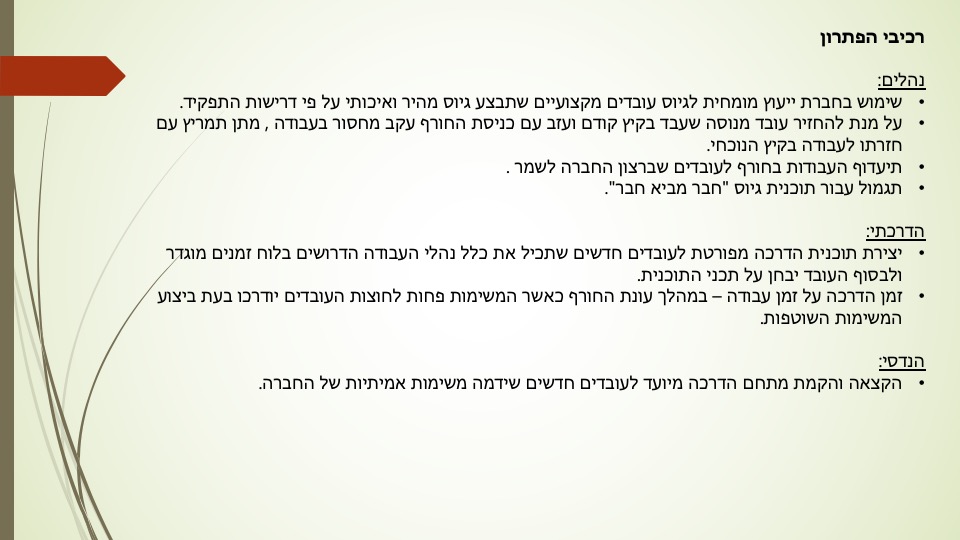 רכיבי הפתרון
נהלים:
• שימוש בחברת ייעוץ מומחית לגיוס עובדים מקצועיים שתבצע גיוס מהיר ואיכותי על פי דרישות התפקיד.
• על מנת להחזיר עובד מנוסה שעבד בקיץ קודם ועזב עם כניסת החורף עקב מחסור בעבודה , מתן תמריץ עם
חזרתו לעבודה בקיץ הנוכחי.
• תיעדוף העבודות בחורף לעובדים שברצון החברה לשמר .
• תגמול עבור תוכנית גיוס "חבר מביא חבר".
הדרכתי:
• יצירת תוכנית הדרכה מפורטת לעובדים חדשים שתכיל את כלל נהלי העבודה הדרושים בלוח זמנים מוגדר
ולבסוף העובד יבחן על תכני התוכנית.
• זמן הדרכה על זמן עבודה – במהלך עונת החורף כאשר המשימות פחות לחוצות העובדים יודרכו בעת ביצוע
המשימות השוטפות.
הנדסי:
• הקצאה והקמת מתחם הדרכה מיועד לעובדים חדשים שידמה משימות אמיתיות של החברה.